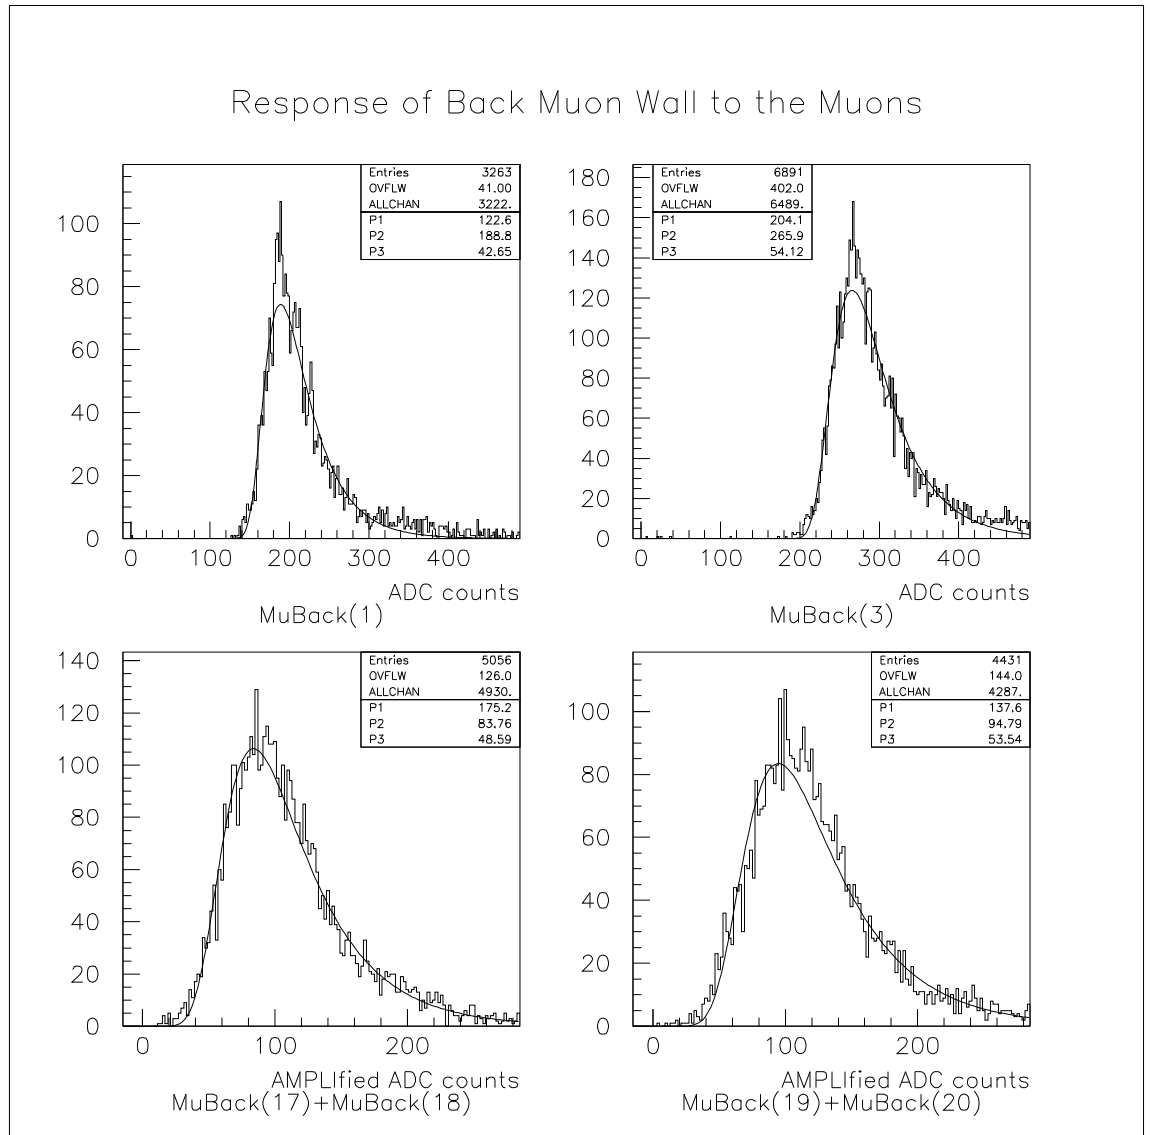 Response of Back Muon Wall to the Muons
Entries 3263
OVFLW 41.00
ALLCHAN 3222.
P1 122.6
P2 188.8
P3 42.65
100
80
60
40
20
0
0 100 200 300 400
ADC counts
MuBack(1)
Entries 6891
OVFLW 402.0
ALLCHAN 6489.
P1 204.1
P2 265.9
P3 54.12
180
160
140
120
100
80
60
40
20
0
0 100 200 300 400
ADC counts
MuBack(3)
Entries 5056
OVFLW 126.0
ALLCHAN 4930.
P1 175.2
P2 83.76
P3 48.59
140
120
100
80
60
40
20
0
0 100 200
AMPLIfied ADC counts
MuBack(17)+MuBack(18)
Entries 4431
OVFLW 144.0
ALLCHAN 4287.
P1 137.6
P2 94.79
P3 53.54
100
80
60
40
20
0
0 100 200
AMPLIfied ADC counts
MuBack(19)+MuBack(20)